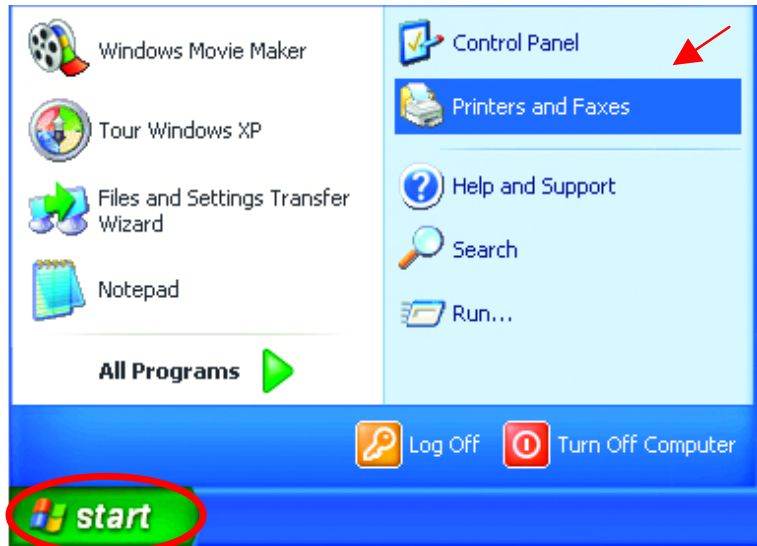 Windows Movie Maker
Tour Windows XP
Files and Settings Transfer
Wizard
Notepad
All Programs
Control Panel
Printers and Faxes
Help and Support
Search
Run...
Log Off
Turn Off Computer
start